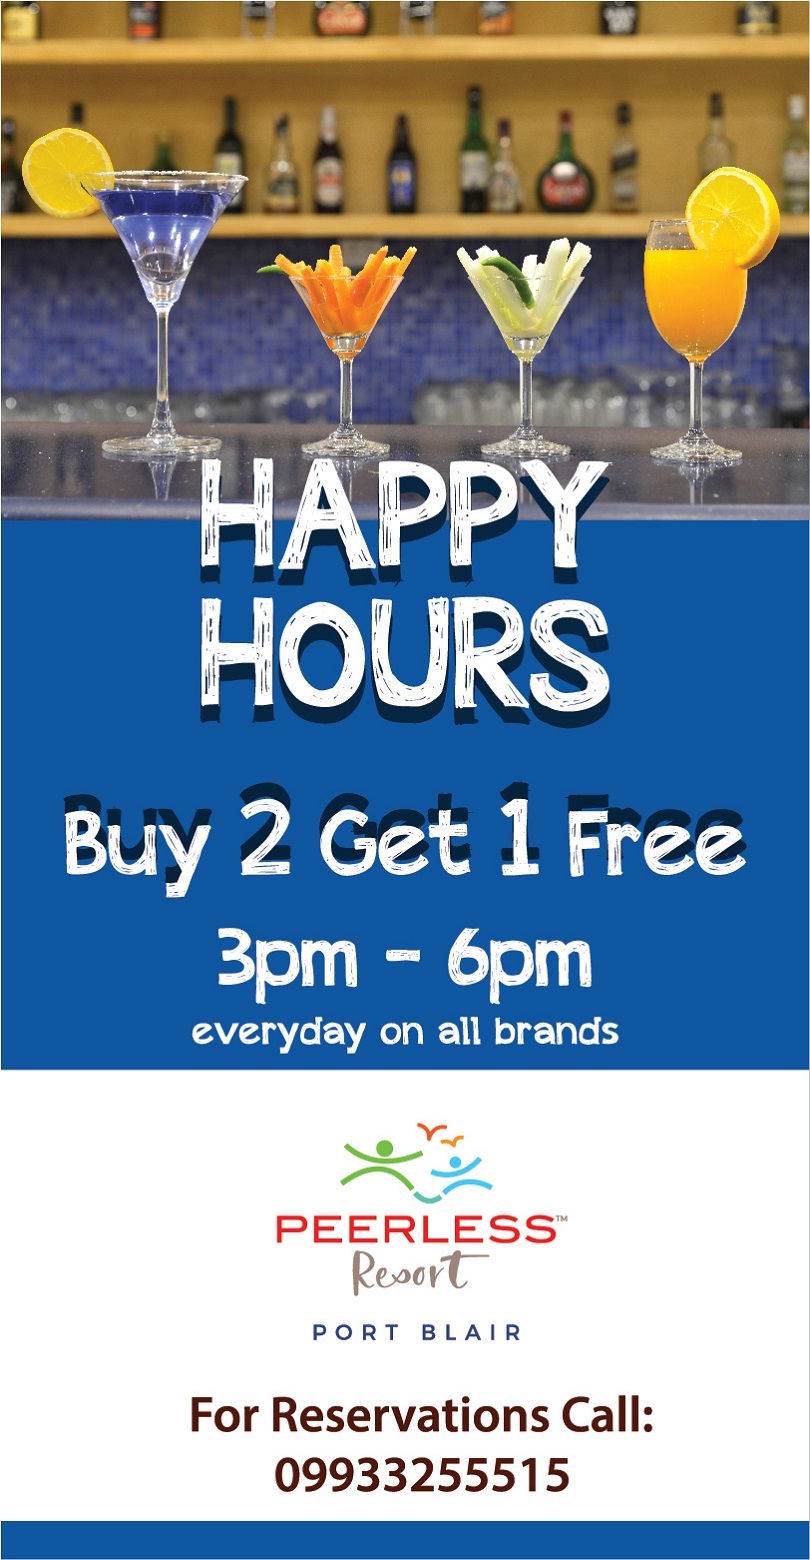 HAPPY
HOURS
Buy 2 Get 1 Free
3pm - 6pm
everyday on all brands
PEERLESS™
Resort
PORT BLAIR
For Reservations Call:
09933255515